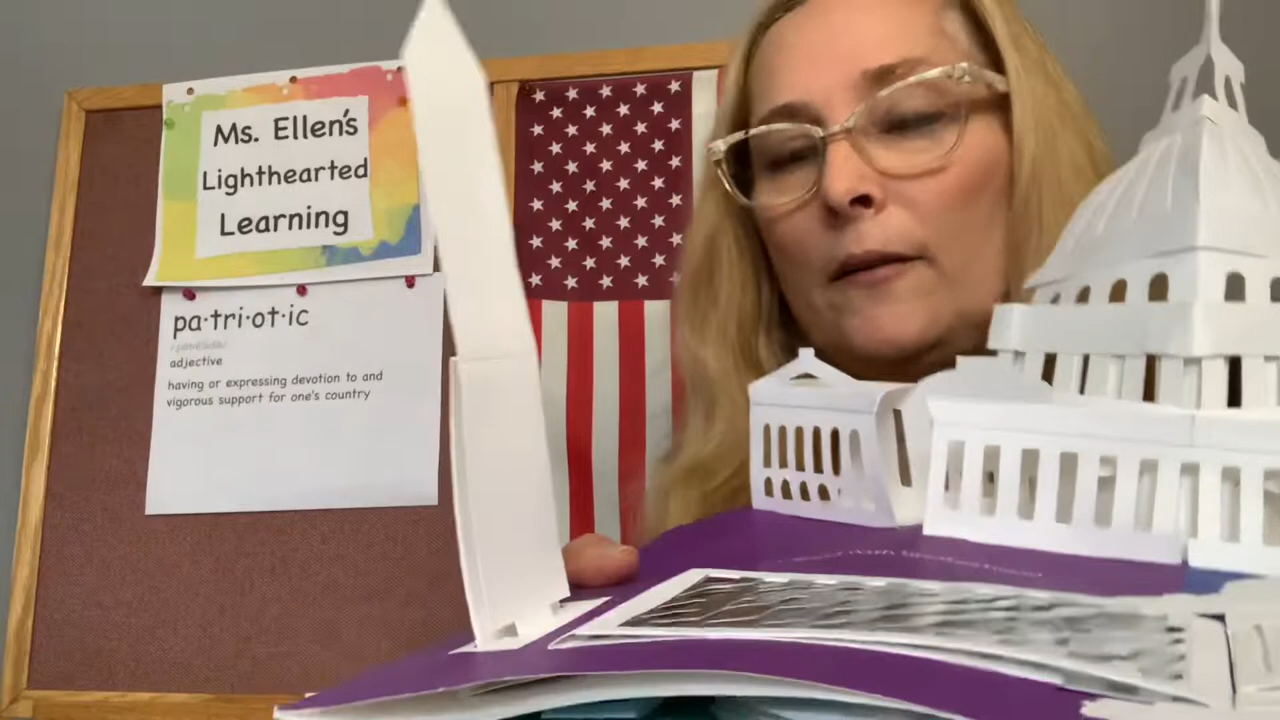 Ms. Ellen's
Lighthearted
Learning
pa·tri·ot·ic
adjective
having or expressing devotion to and
vigorous support for one's country